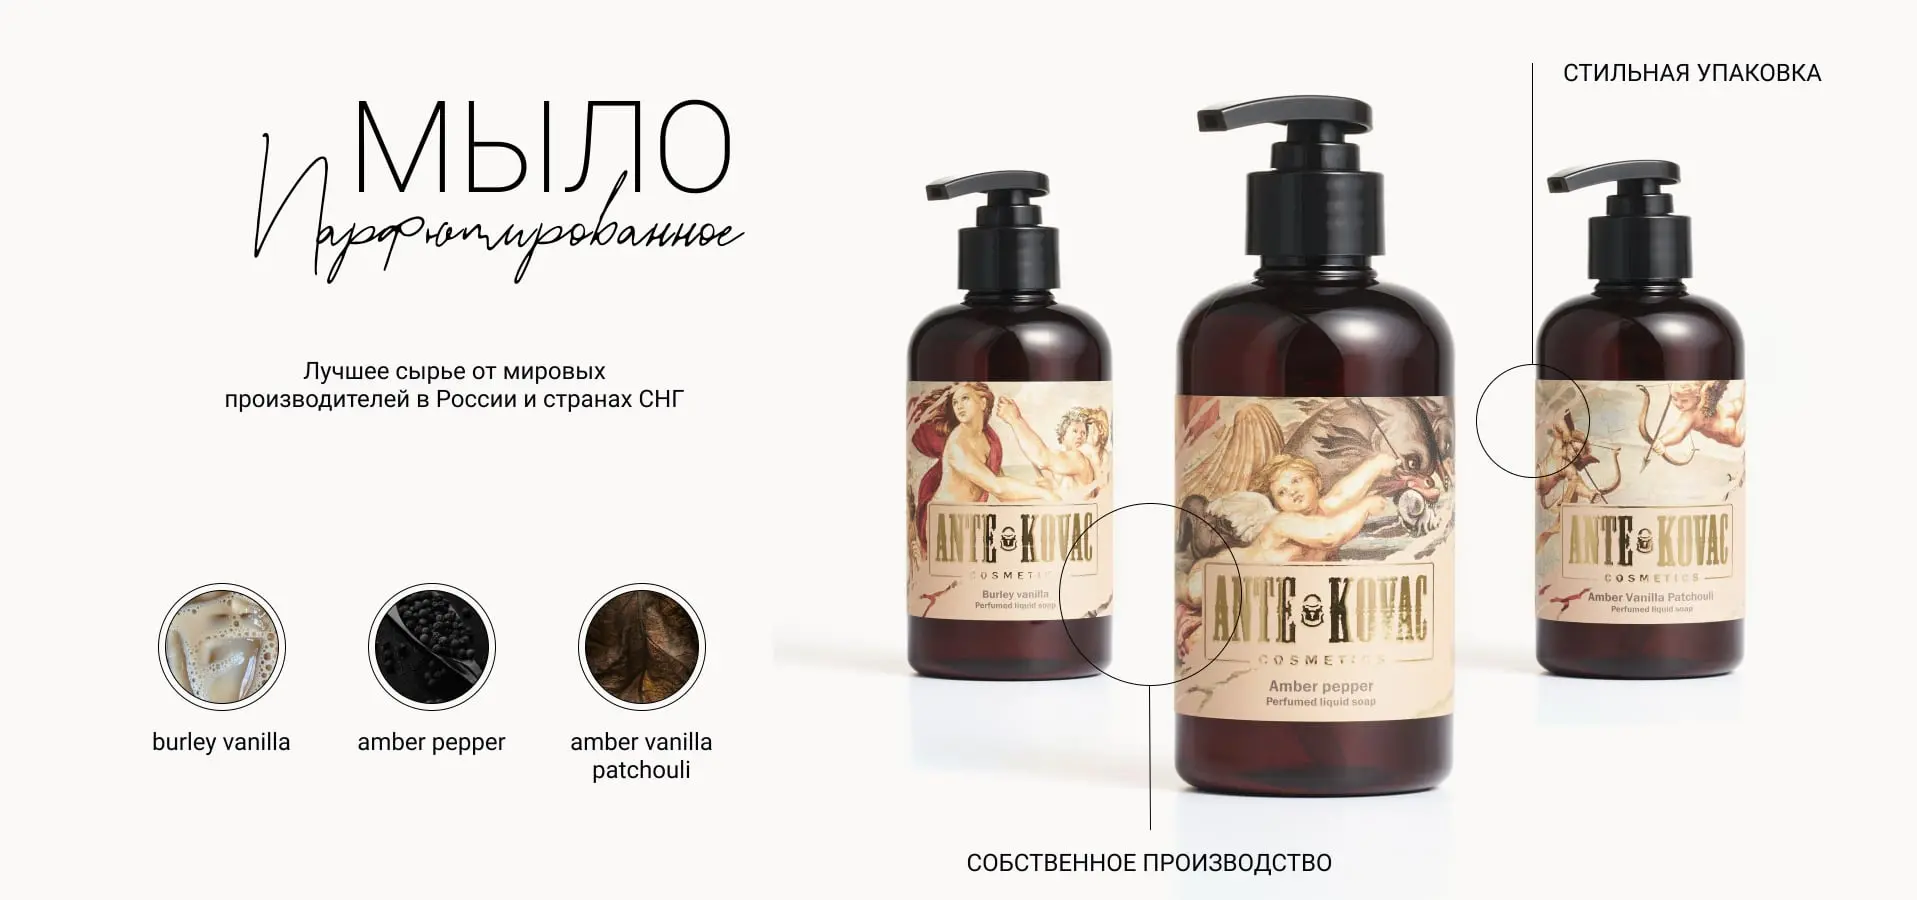 МЫЛО
Парфюмированное
Лучшее сырье от мировых
производителей в России и странах СНГ
burley vanilla
amber pepper
amber vanilla
patchouli
СТИЛЬНАЯ УПАКОВКА
СОБСТВЕННОЕ ПРОИЗВОДСТВО
ANTE KOVAC
COSMETICS
Burley vanilla
Perfumed liquid soap
ANTE KOVAC
COSMETICS
Amber pepper
Perfumed liquid soap
ANTE KOVAC
COSMETICS
Amber Vanilla Patchouli
Perfumed liquid soap